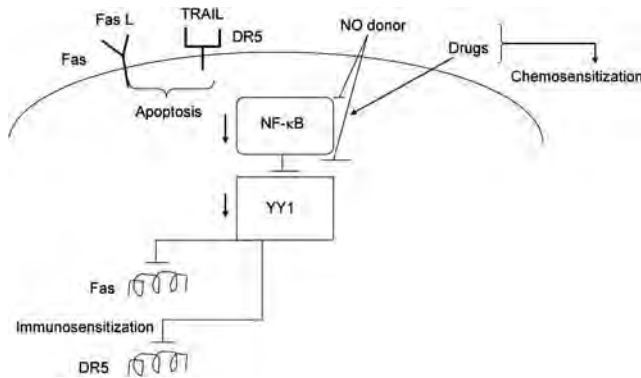 Fas L
TRAIL
DR5
Fas
NO donor
Drugs
Chemosensitization
Apoptosis
NF-κB
YY1
Fas
Immunosensitization
DR5